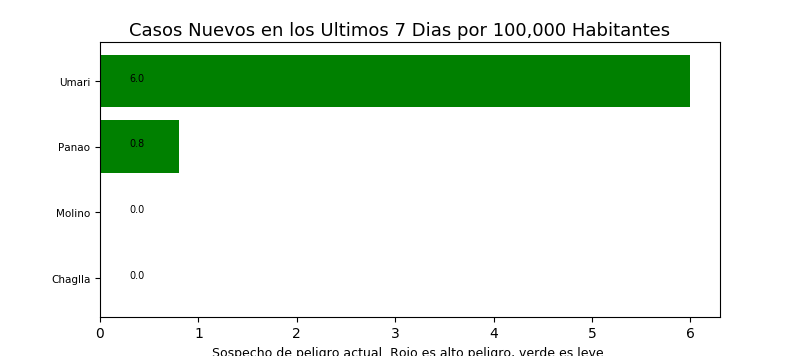 Casos Nuevos en los Ultimos 7 Dias por 100,000 Habitantes
Umari
6.0
Panao
0.8
Molino
0.0
Chaglla
0.0
0 1 2 3 4 5 6
Sospecho de peligro actual. Rojo es alto peligro, verde es leve